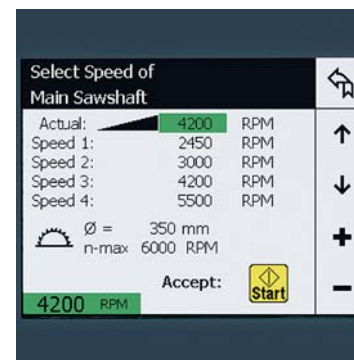 Select Speed of
Main Sawshaft
Actual: 4200 RPM
Speed 1: 2450 RPM
Speed 2: 3000 RPM
Speed 3: 4200 RPM
Speed 4: 5500 RPM
Ø = 350 mm
n-max 6000 RPM
Accept: Start
4200 RPM